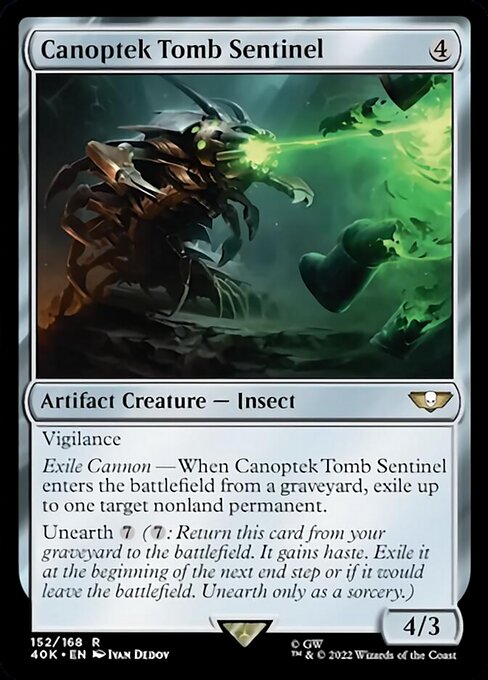 Canoptek Tomb Sentinel 4
Artifact Creature — Insect
Vigilance
Exile Cannon — When Canoptek Tomb Sentinel
enters the battlefield from a graveyard, exile up
to one target nonland permanent.
Unearth 7 (7: Return this card from your
graveyard to the battlefield. It gains haste. Exile it
at the beginning of the next end step or if it would
leave the battlefield. Unearth only as a sorcery.)
4/3
152/168 R
40K • EN Ivan Dedov
© GW
™ & © 2022 Wizards of the Coast